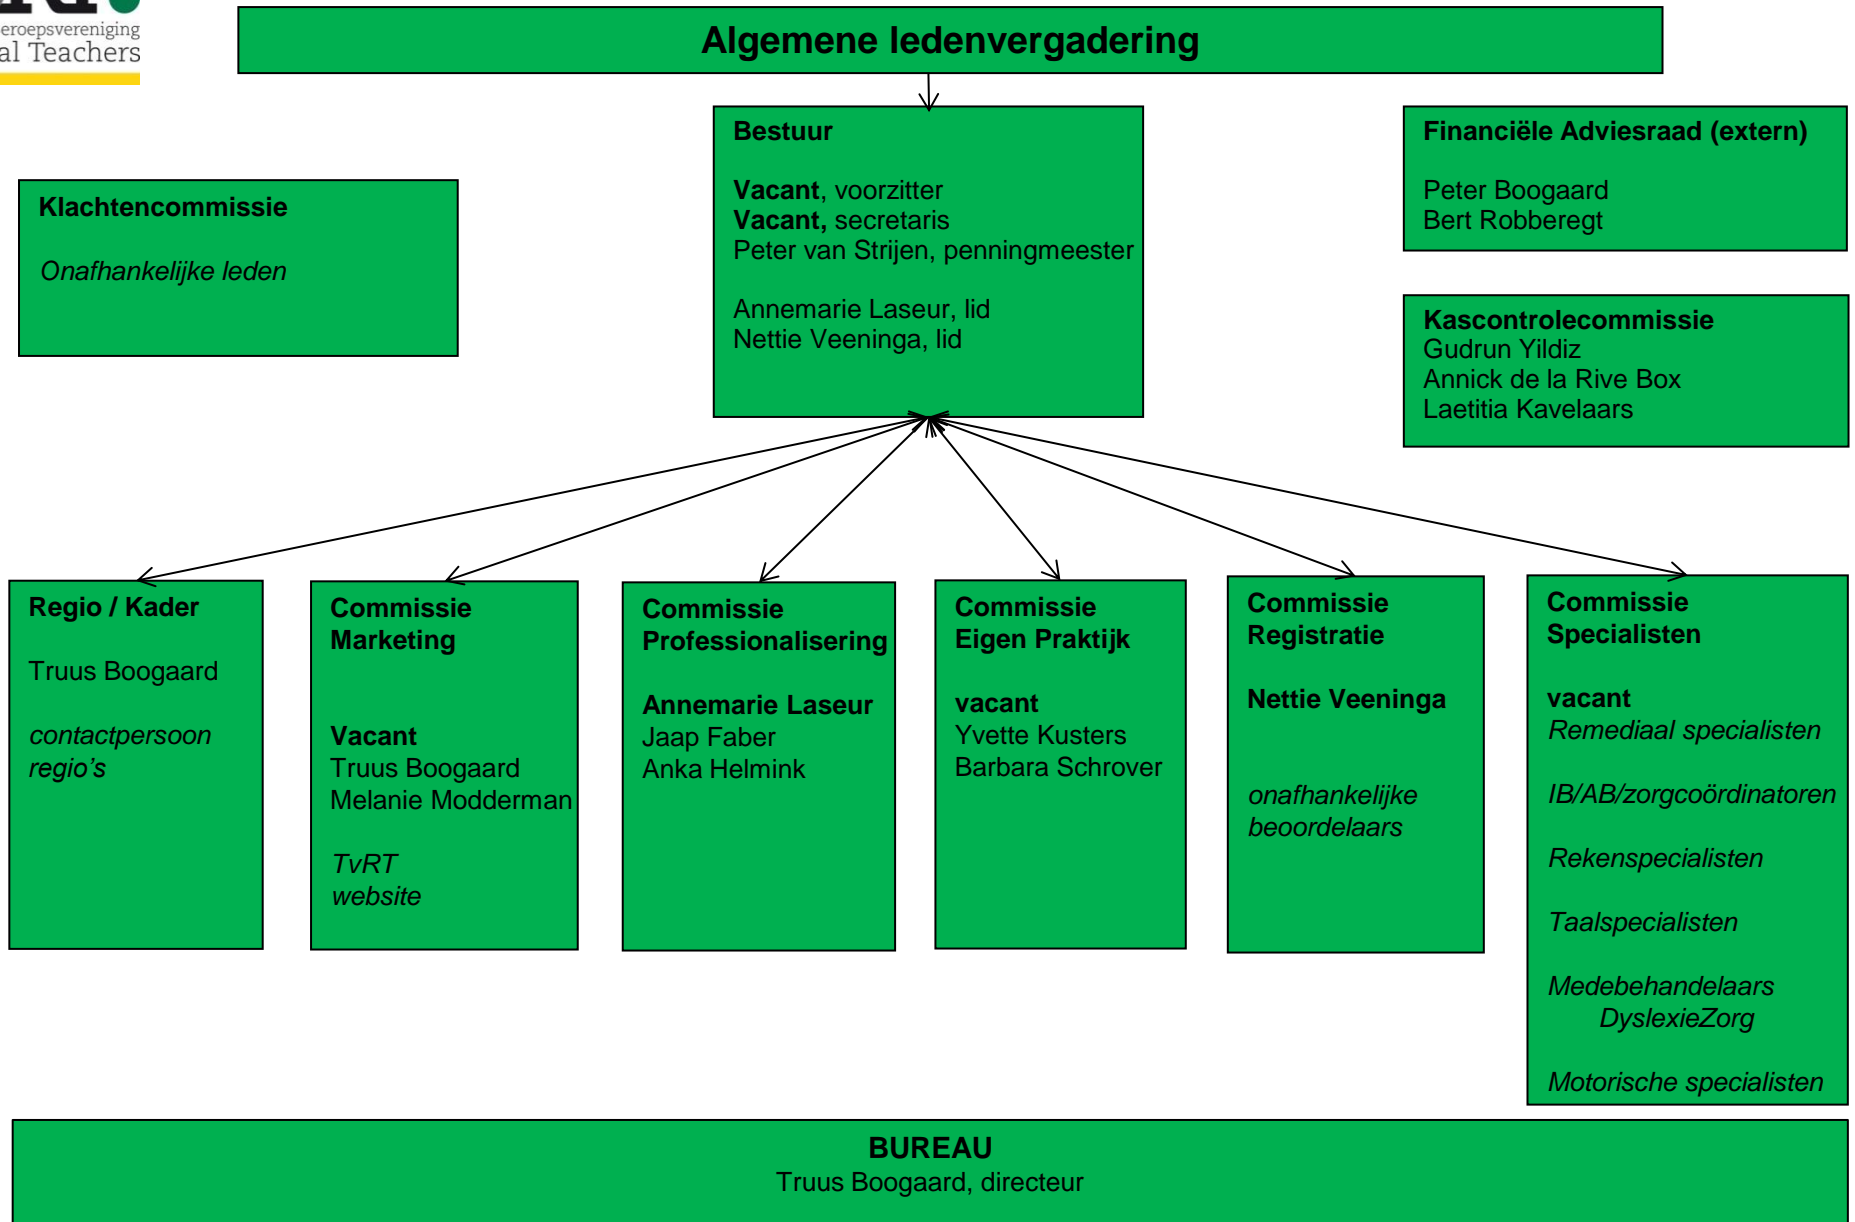 Teachers
Algemene ledenvergadering
Bestuur
Vacant, voorzitter
Vacant, secretaris
Peter van Strijen, penningmeester
Annemarie Laseur, lid
Nettie Veeninga, lid
Financiële Adviesraad (extern)
Peter Boogaard
Bert Robberegt
Klachtencommissie
Onafhankelijke leden
Kascontrolecommissie
Gudrun Yildiz
Annick de la Rive Box
Laetitia Kavelaars
Regio / Kader
Truus Boogaard
contactpersoon
regio's
Commissie
Marketing
Vacant
Truus Boogaard
Melanie Modderman
TvRT
website
Commissie
Professionalisering
Annemarie Laseur
Jaap Faber
Anka Helmink
Commissie
Eigen Praktijk
vacant
Yvette Kusters
Barbara Schrover
Commissie
Registratie
Nettie Veeninga
onafhankelijke
beoordelaars
Commissie
Specialisten
vacant
Remediaal specialisten
IB/AB/zorgcoördinatoren
Rekenspecialisten
Taalspecialisten
Medebehandelaars
DyslexieZorg
Motorische specialisten
BUREAU
Truus Boogaard, directeur